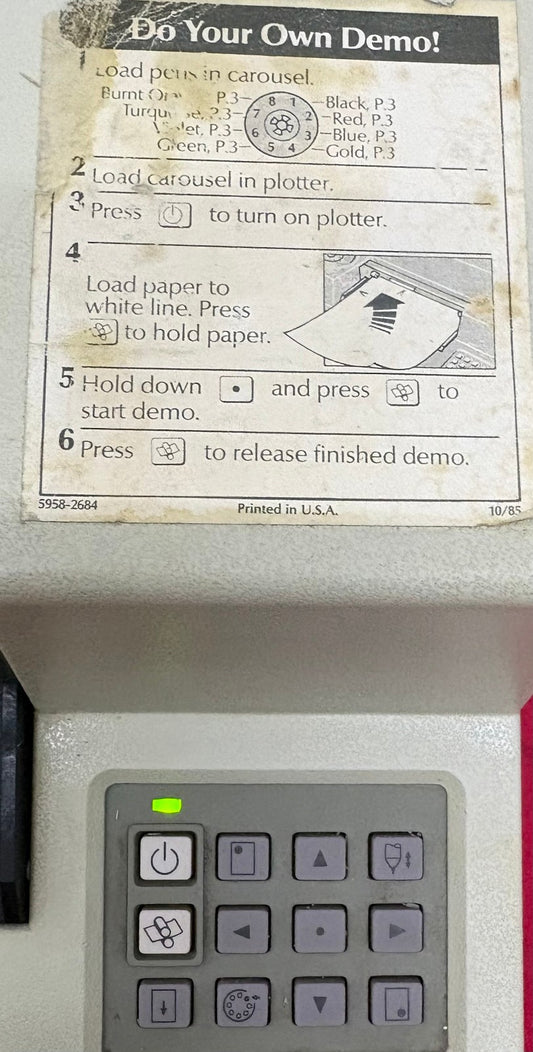 Do Your Own Demo!
1 Load pens in carousel.
Burnt P.3
8 1
Black, P.3
P.3
7 2
Red, P.3
P.3
6 3
Blue, P.3
Green, P.3
5 4
Gold, P.3
2 Load carousel in plotter.
3 Press to turn on plotter.
4
Load paper to
white line. Press
to hold paper.
5 Hold down and press to
start demo.
6 Press to release finished demo.
5958-2684 Printed in U.S.A. 10/85